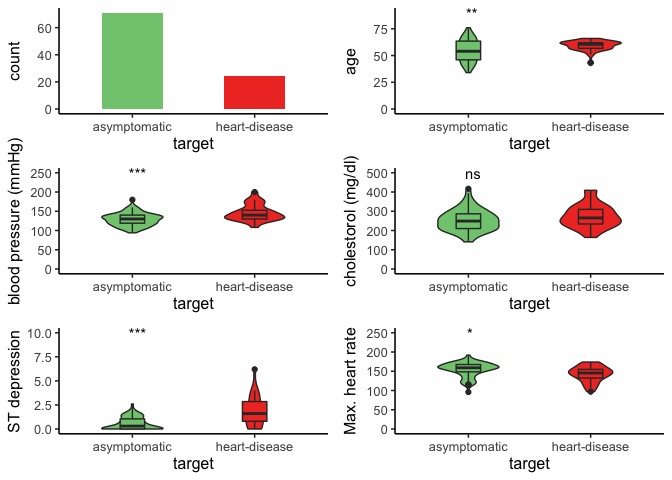 count
60
40
20
0
asymptomatic heart-disease
target
age
75
50
25
0
**
asymptomatic heart-disease
target
blood pressure (mmHg)
250
200
150
100
50
0
***
asymptomatic heart-disease
target
cholestorol (mg/dl)
500
400
300
200
100
0
ns
asymptomatic heart-disease
target
ST depression
10.0
7.5
5.0
2.5
0.0
***
asymptomatic heart-disease
target
Max. heart rate
250
200
150
100
50
0
*
asymptomatic heart-disease
target